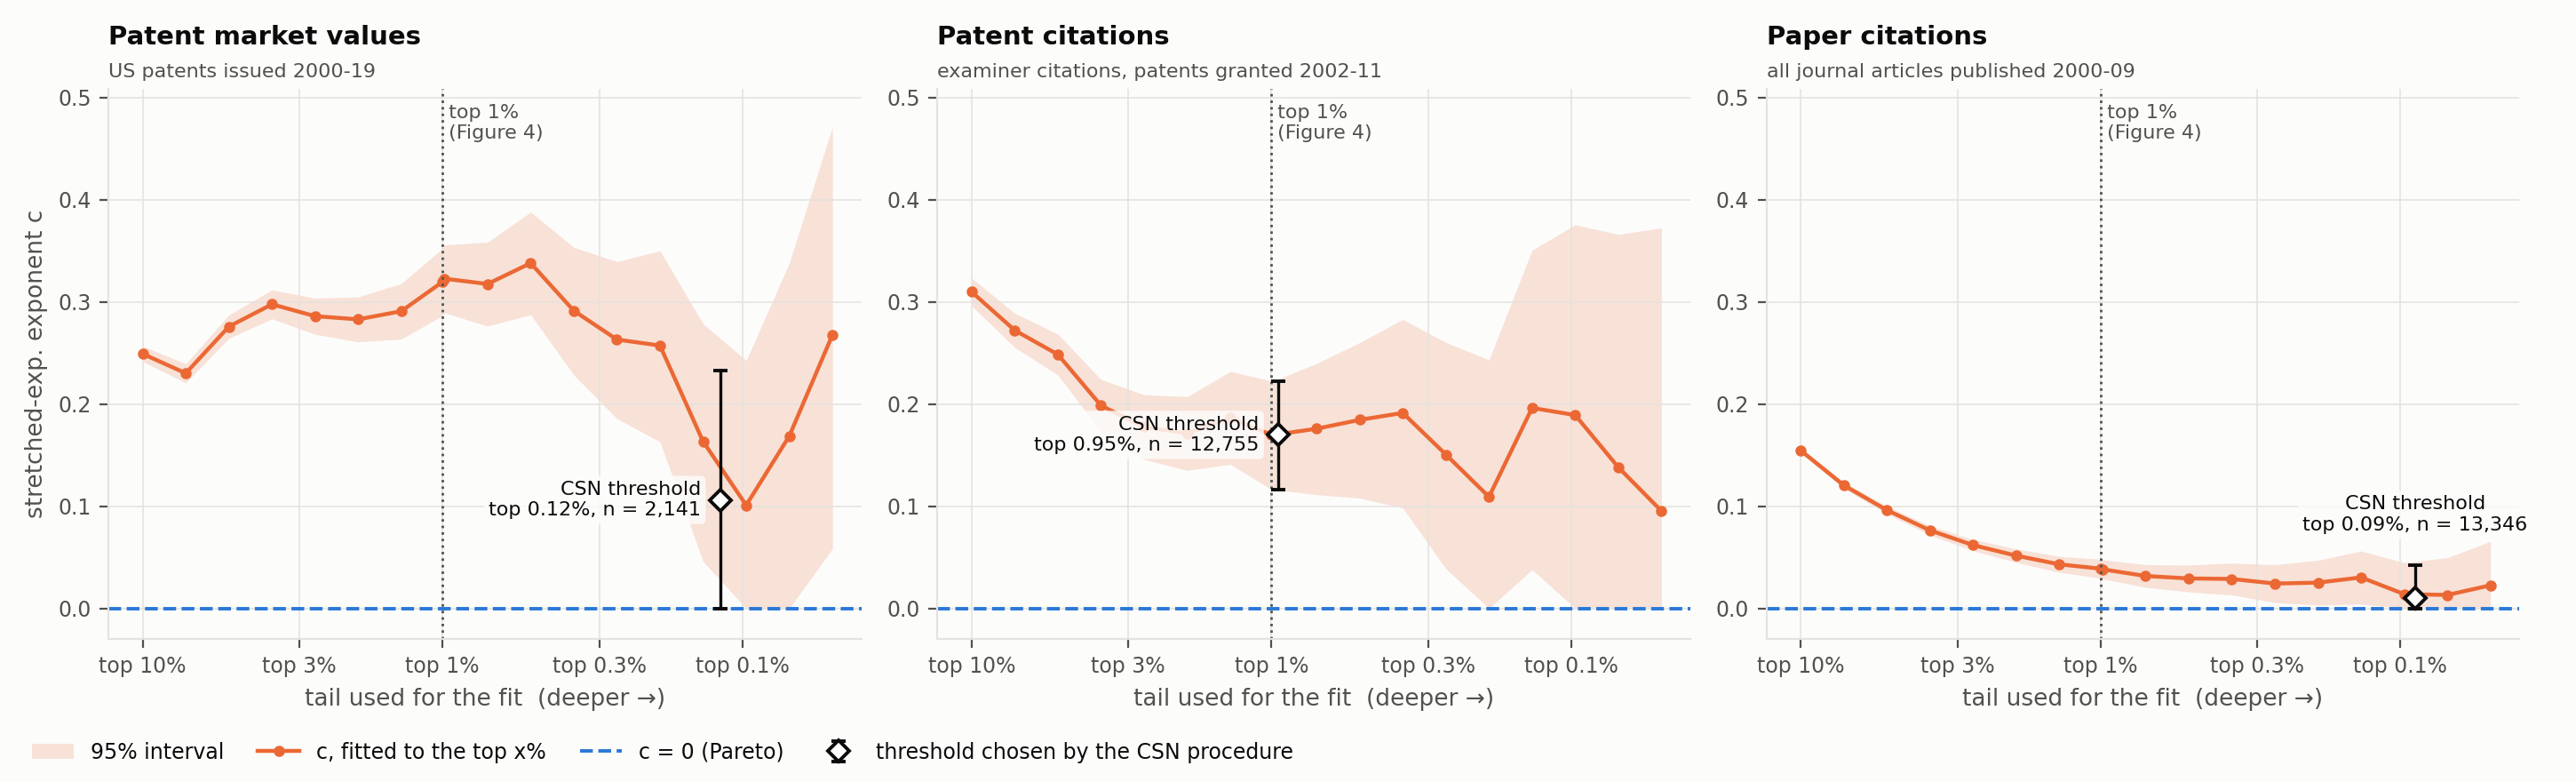 Patent market values
US patents issued 2000-19
stretched-exp. exponent c
0.5
0.4
0.3
0.2
0.1
0.0
top 1%
(Figure 4)
CSN threshold
top 0.12%, n = 2,141
top 10%
top 3%
top 1%
top 0.3%
top 0.1%
tail used for the fit (deeper →)
Patent citations
examiner citations, patents granted 2002-11
0.5
0.4
0.3
0.2
0.1
0.0
top 1%
(Figure 4)
CSN threshold
top 0.95%, n = 12,755
top 10%
top 3%
top 1%
top 0.3%
top 0.1%
tail used for the fit (deeper →)
Paper citations
all journal articles published 2000-09
0.5
0.4
0.3
0.2
0.1
0.0
top 1%
(Figure 4)
CSN threshold
top 0.09%, n = 13,346
top 10%
top 3%
top 1%
top 0.3%
top 0.1%
tail used for the fit (deeper →)
95% interval
c, fitted to the top x%
c = 0 (Pareto)
threshold chosen by the CSN procedure